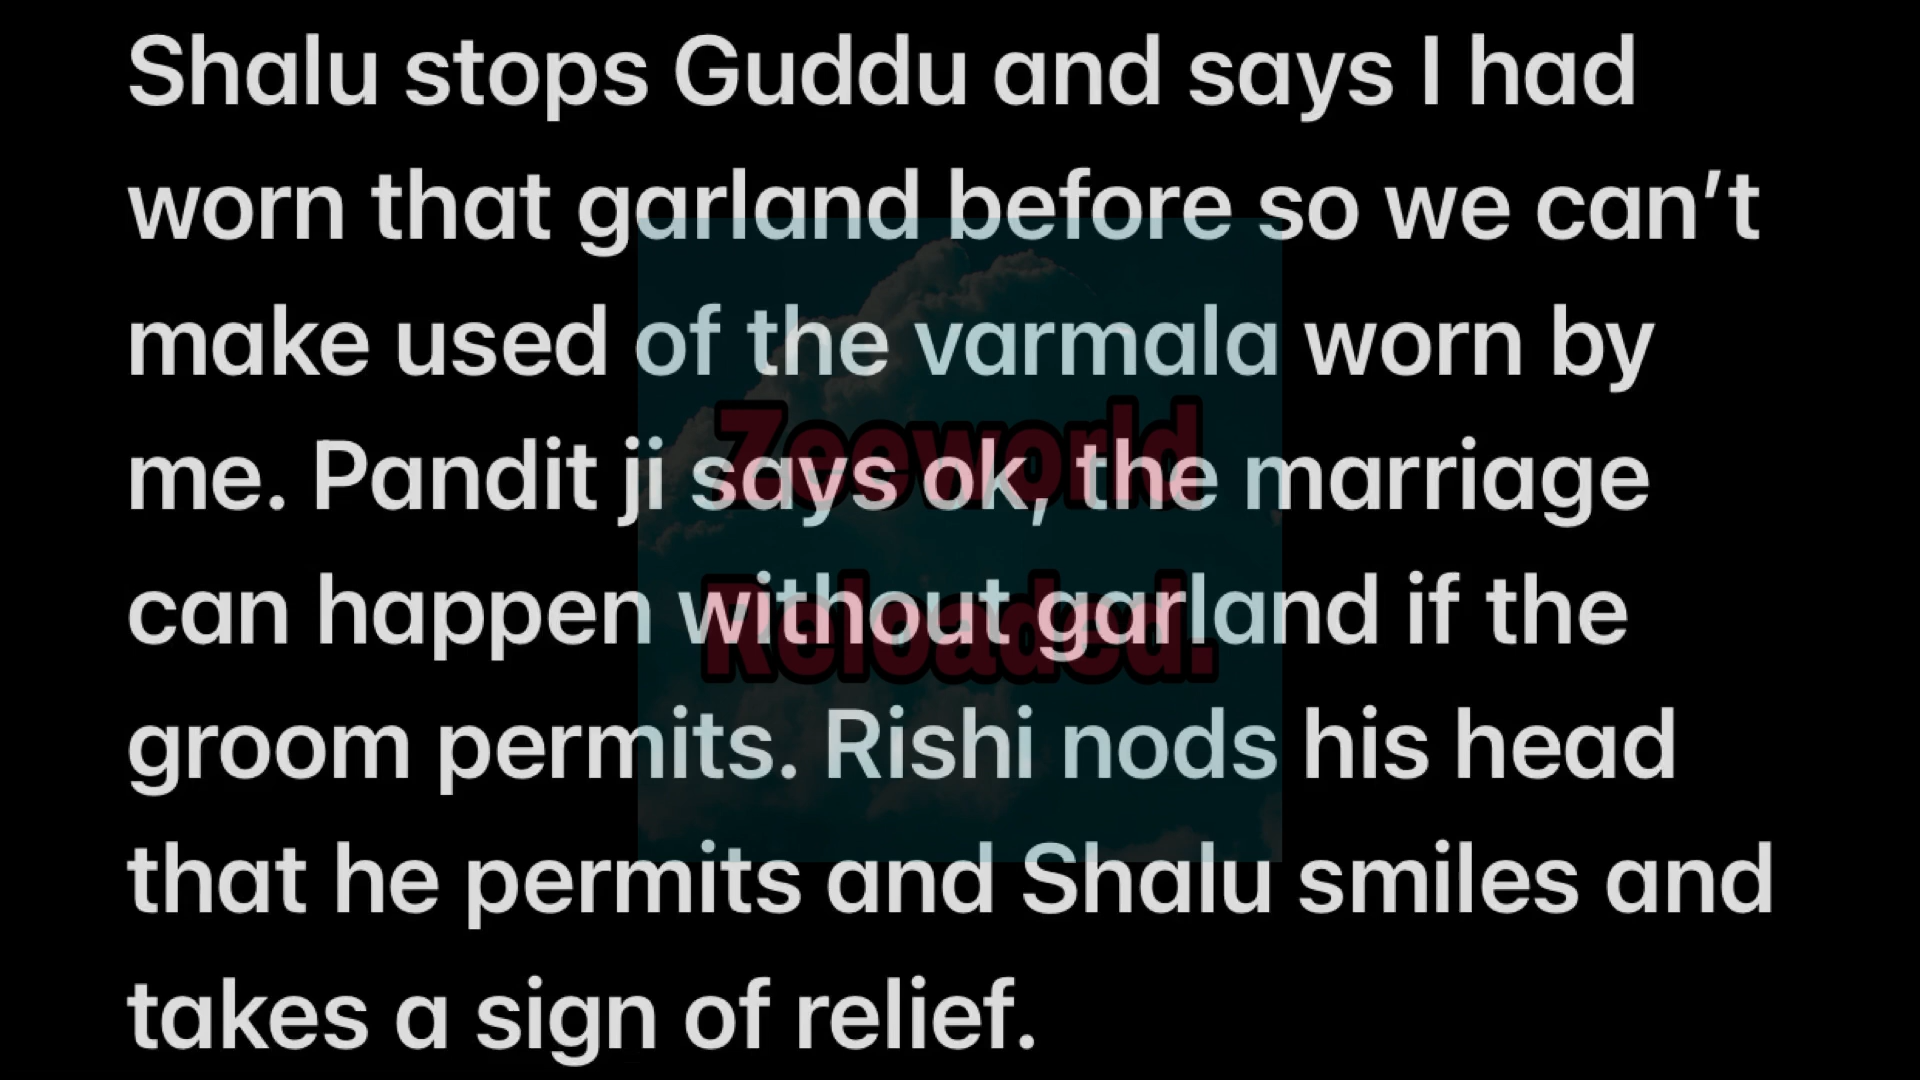 Shalu stops Guddu and says I had
worn that garland before so we can’t
make used of the varmala worn by
me. Pandit ji says ok, the marriage
can happen without garland if the
groom permits. Rishi nods his head
that he permits and Shalu smiles and
takes a sign of relief.
Zeeworld
Reloaded.